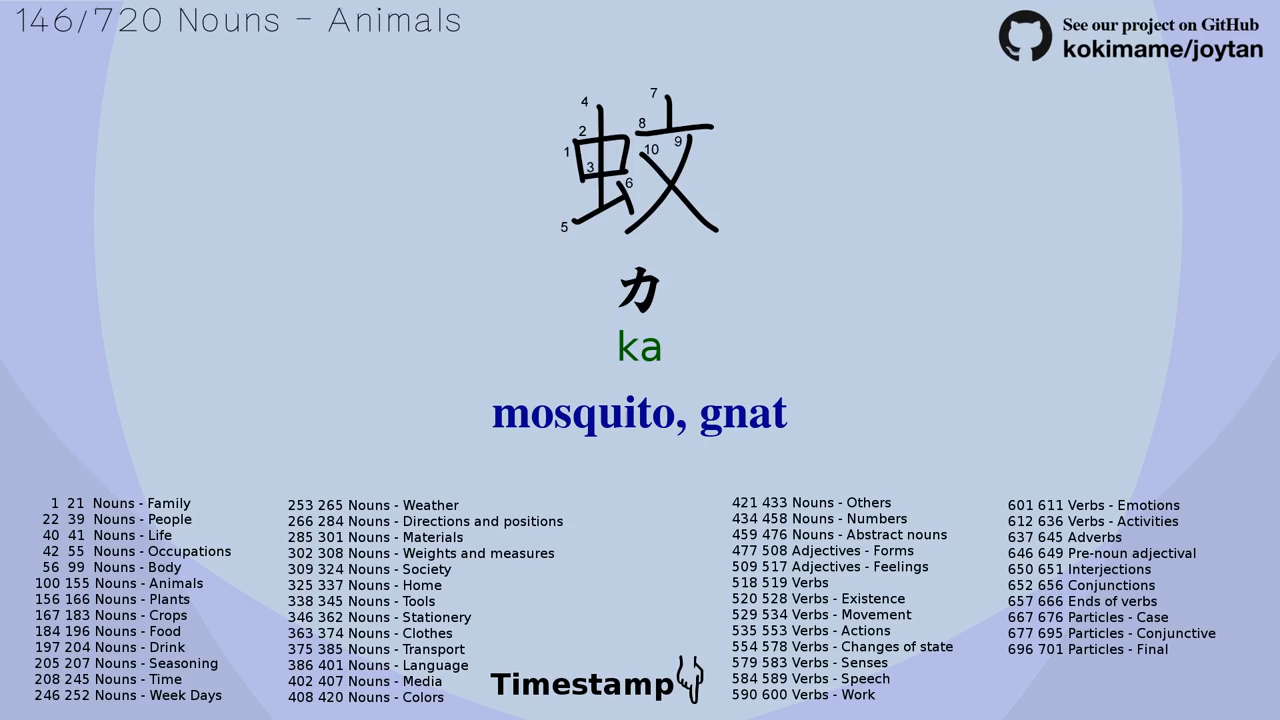 146/720 Nouns - Animals
See our project on GitHub
kokimame/joytan
蚊
4
7
2
8
1
10
9
3
6
5
カ
ka
mosquito, gnat
1 21 Nouns - Family
22 39 Nouns - People
40 41 Nouns - Life
42 55 Nouns - Occupations
56 99 Nouns - Body
100 155 Nouns - Animals
156 166 Nouns - Plants
167 183 Nouns - Crops
184 196 Nouns - Food
197 204 Nouns - Drink
205 207 Nouns - Seasoning
208 245 Nouns - Time
246 252 Nouns - Week Days
253 265 Nouns - Weather
266 284 Nouns - Directions and positions
285 301 Nouns - Materials
302 308 Nouns - Weights and measures
309 324 Nouns - Society
325 337 Nouns - Home
338 345 Nouns - Tools
346 362 Nouns - Stationery
363 374 Nouns - Clothes
375 385 Nouns - Transport
386 401 Nouns - Language
402 407 Nouns - Media
408 420 Nouns - Colors
Timestamp
421 433 Nouns - Others
434 458 Nouns - Numbers
459 476 Nouns - Abstract nouns
477 508 Adjectives - Forms
509 517 Adjectives - Feelings
518 519 Verbs
520 528 Verbs - Existence
529 534 Verbs - Movement
535 553 Verbs - Actions
554 578 Verbs - Changes of state
579 583 Verbs - Senses
584 589 Verbs - Speech
590 600 Verbs - Work
601 611 Verbs - Emotions
612 636 Verbs - Activities
637 645 Adverbs
646 649 Pre-noun adjectival
650 651 Interjections
652 656 Conjunctions
657 666 Ends of verbs
667 676 Particles - Case
677 695 Particles - Conjunctive
696 701 Particles - Final